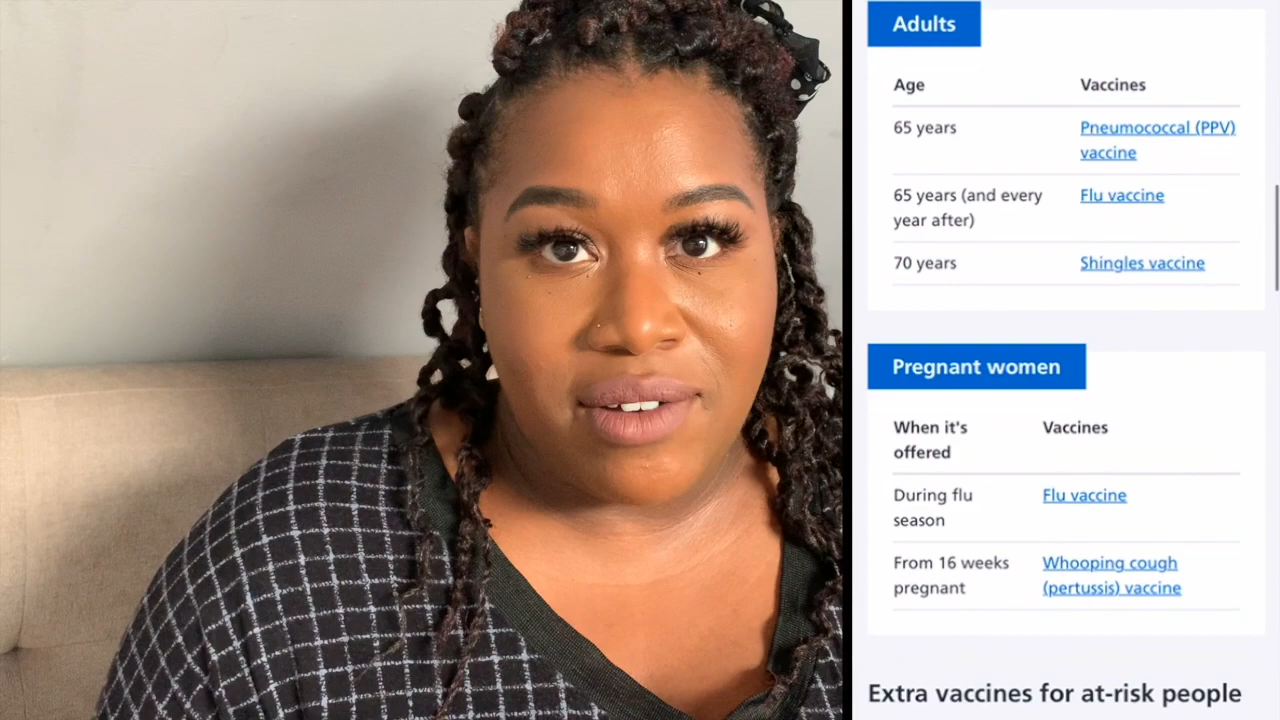 Adults
Age Vaccines
65 years Pneumococcal (PPV)
vaccine
65 years (and every Flu vaccine
year after)
70 years Shingles vaccine
Pregnant women
When it's Vaccines
offered
During flu Flu vaccine
season
From 16 weeks Whooping cough
pregnant (pertussis) vaccine
Extra vaccines for at-risk people